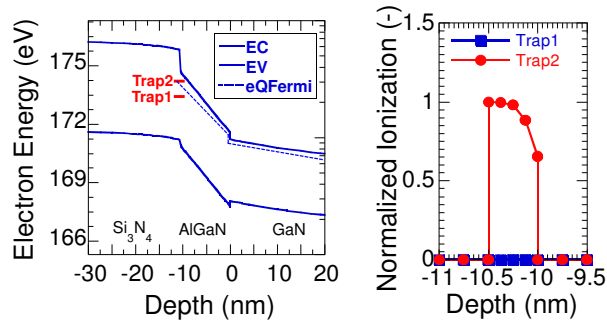 Electron Energy (eV)
175
172
169
166
EC
EV
eQFermi
Trap2
Trap1
Si3N4
AlGaN
GaN
-30 -20 -10 0 10 20
Depth (nm)
Normalized Ionization (-)
1.5
1
0.5
0
Trap1
Trap2
-11 -10.5 -10 -9.5
Depth (nm)